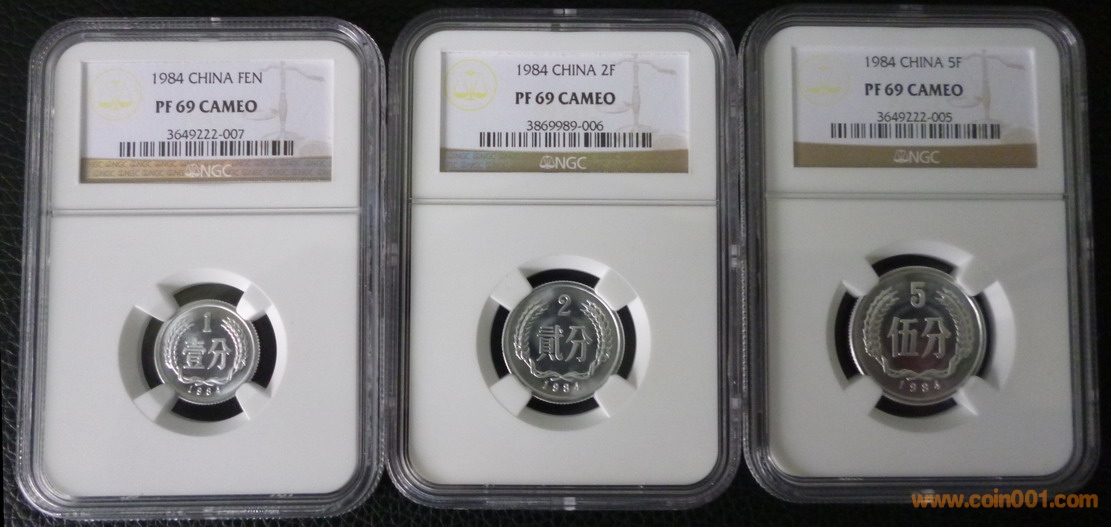 1984 CHINA FEN
PF 69 CAMEO
3649222-007
NGC
1
壹分
1984
1984 CHINA 2F
PF 69 CAMEO
3869989-006
NGC
2
贰分
1984
1984 CHINA 5F
PF 69 CAMEO
3649222-005
NGC
5
伍分
1984
www.coin001.com